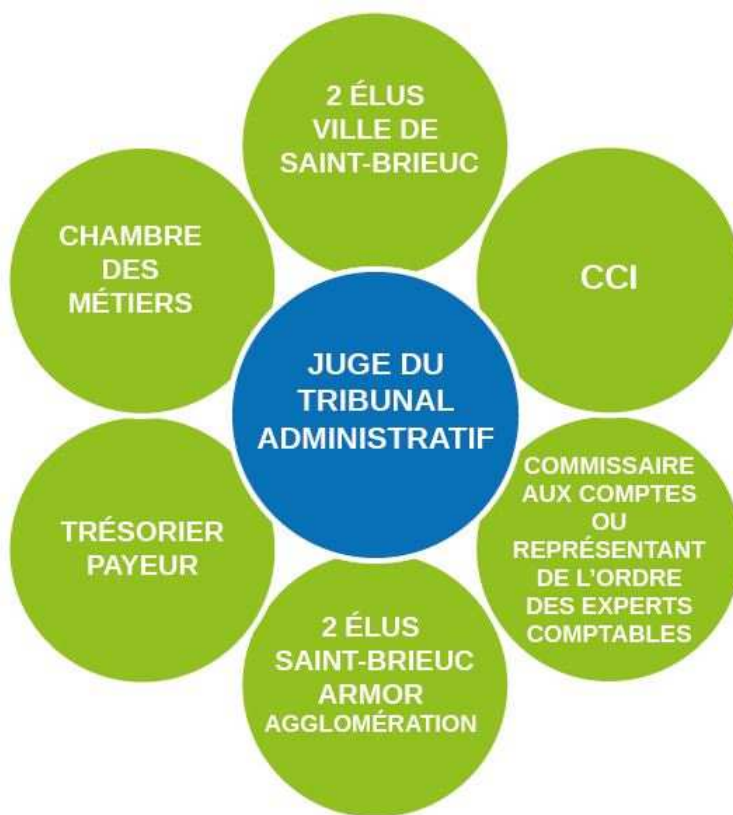 2 ÉLUS
VILLE DE
SAINT-BRIEUC
CHAMBRE
DES
MÉTIERS
CCI
JUGE DU
TRIBUNAL
ADMINISTRATIF
TRÉSORIER
PAYEUR
COMMISSAIRE
AUX COMPTES
OU
REPRÉSENTANT
DE L’ORDRE
DES EXPERTS
COMPTABLES
2 ÉLUS
SAINT-BRIEUC
ARMOR
AGGLOMÉRATION